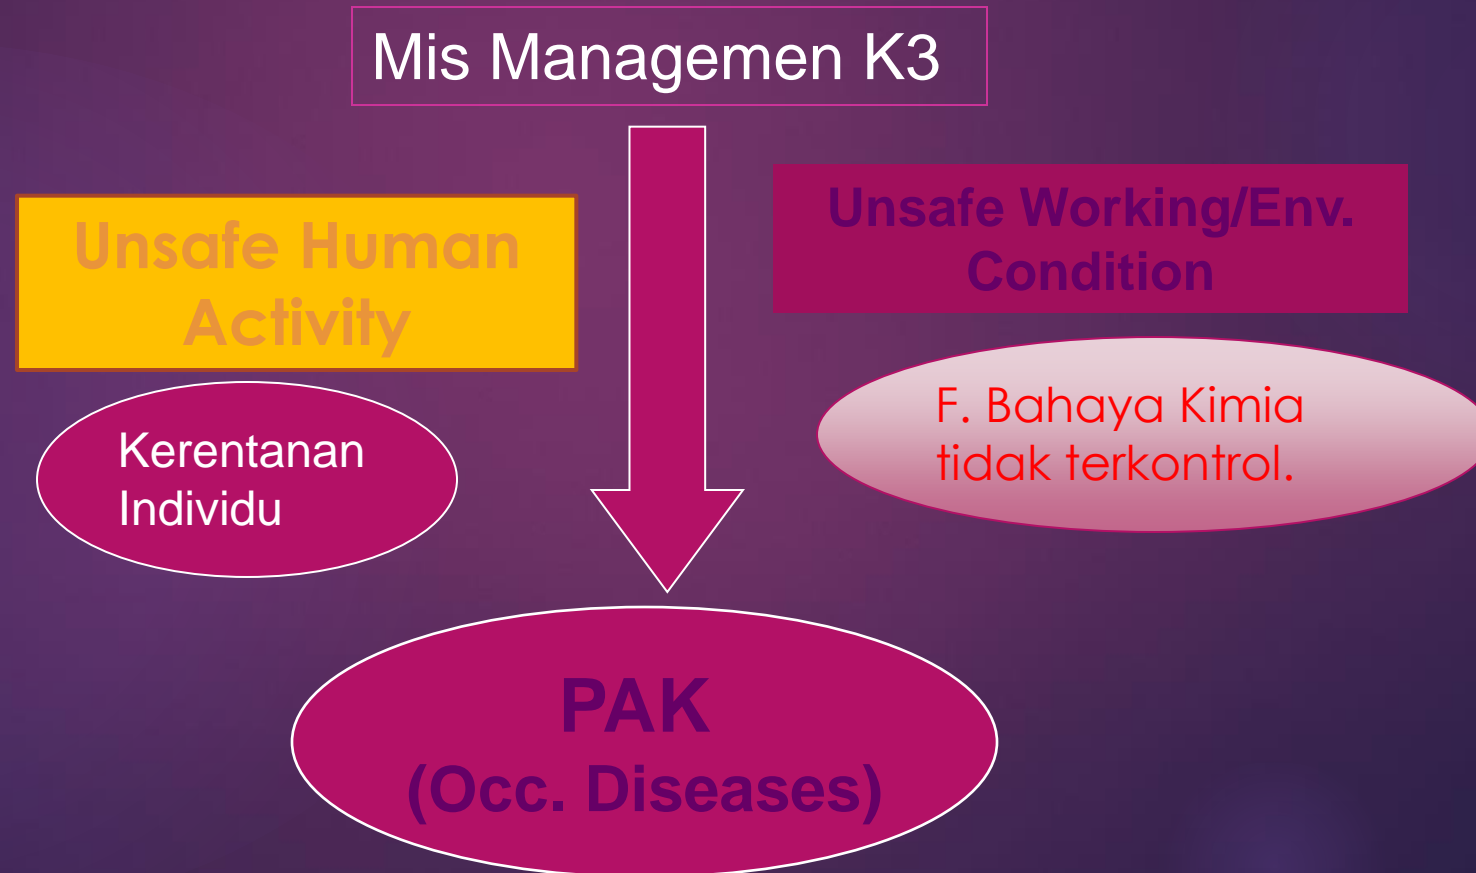 Mis Managemen K3
Unsafe Human
Activity
Unsafe Working/Env.
Condition
Kerentanan
Individu
F. Bahaya Kimia
tidak terkontrol.
PAK
(Occ. Diseases)